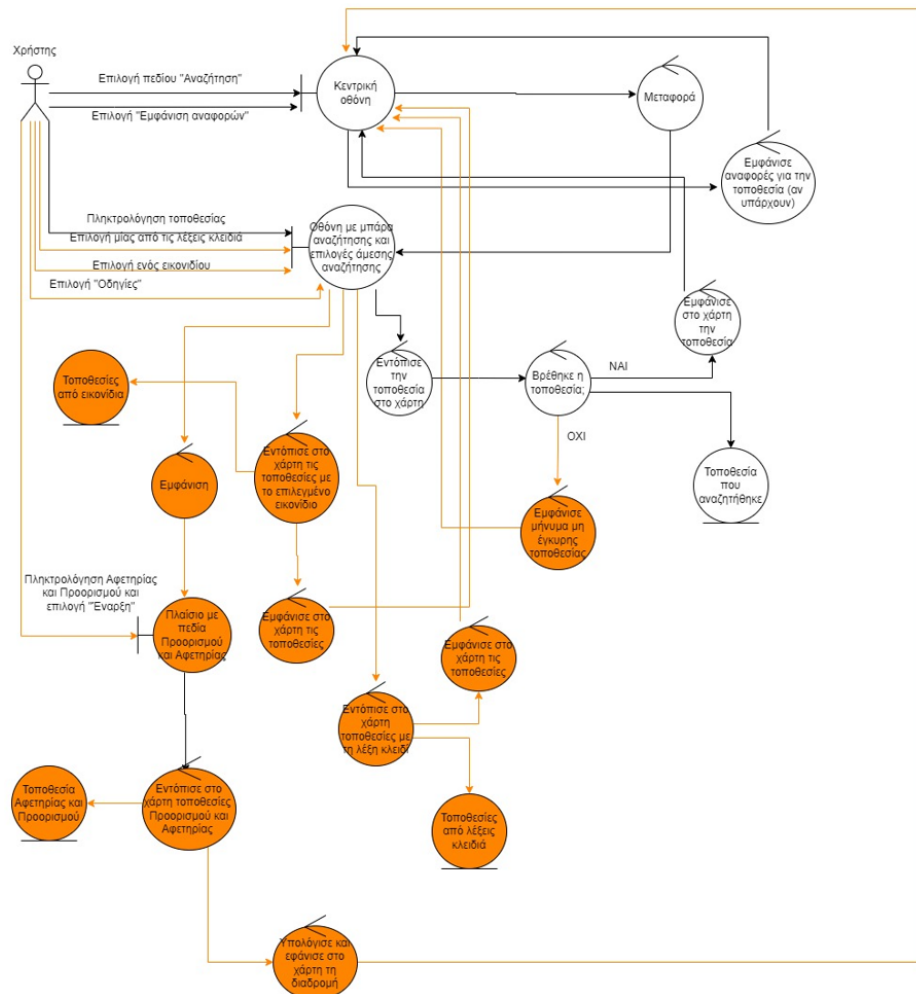 Χρήστης
Επιλογή πεδίου "Αναζήτηση"
Επιλογή "Εμφάνιση αναφορών"
Κεντρική
οθόνη
Μεταφορά
Εμφάνισε
αναφορές για την
τοποθεσία (αν
υπάρχουν)
Πληκτρολόγηση τοποθεσίας
Επιλογή μίας από τις λέξεις κλειδιά
Επιλογή ενός εικονιδίου
Επιλογή "Οδηγίες"
Οθόνη με μπάρα
αναζήτησης και
επιλογές άμεσης
αναζήτησης
Εμφάνισε
στο χάρτη
την
τοποθεσία
Εντόπισε
την
τοποθεσία
στο χάρτη
Βρέθηκε η
τοποθεσία;
ΝΑΙ
ΟΧΙ
Τοποθεσίες
από εικονίδια
Εμφάνιση
Εντόπισε στο
χάρτη τις
τοποθεσίες με
το επιλεγμένο
εικονίδιο
Τοποθεσία
που
αναζητήθηκε
Εμφάνισε
μήνυμα μη
έγκυρης
τοποθεσίας
Πληκτρολόγηση Αφετηρίας
και Προορισμού και
επιλογή "Έναρξη"
Πλαίσιο με
πεδία
Προορισμού
και Αφετηρίας
Εμφάνισε στο
χάρτη τις
τοποθεσίες
Εμφάνισε στο
χάρτη τις
τοποθεσίες
Εντόπισε στο
χάρτη
τοποθεσίες με
τη λέξη κλειδί
Τοποθεσία
Αφετηρίας και
Προορισμού
Εντόπισε στο
χάρτη τοποθεσίες
Προορισμού και
Αφετηρίας
Τοποθεσίες
από λέξεις
κλειδιά
Υπολόγισε και
εφάνισε στο
χάρτη τη
διαδρομή